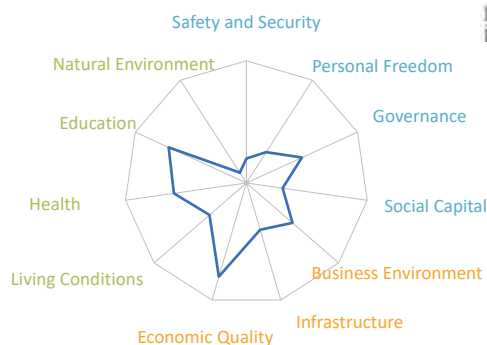 Safety and Security
Natural Environment
Personal Freedom
Education
Governance
Health
Social Capital
Living Conditions
Business Environment
Economic Quality
Infrastructure